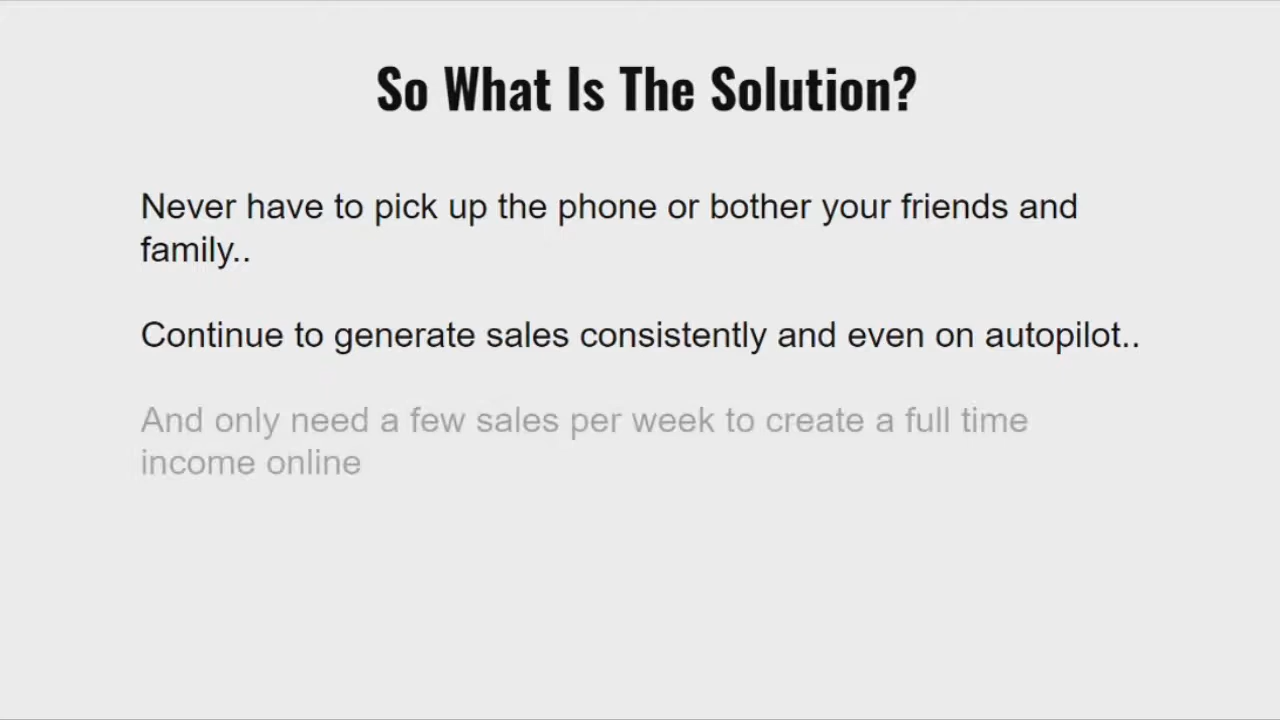 So What Is The Solution?
Never have to pick up the phone or bother your friends and
family..
Continue to generate sales consistently and even on autopilot..
And only need a few sales per week to create a full time
income online